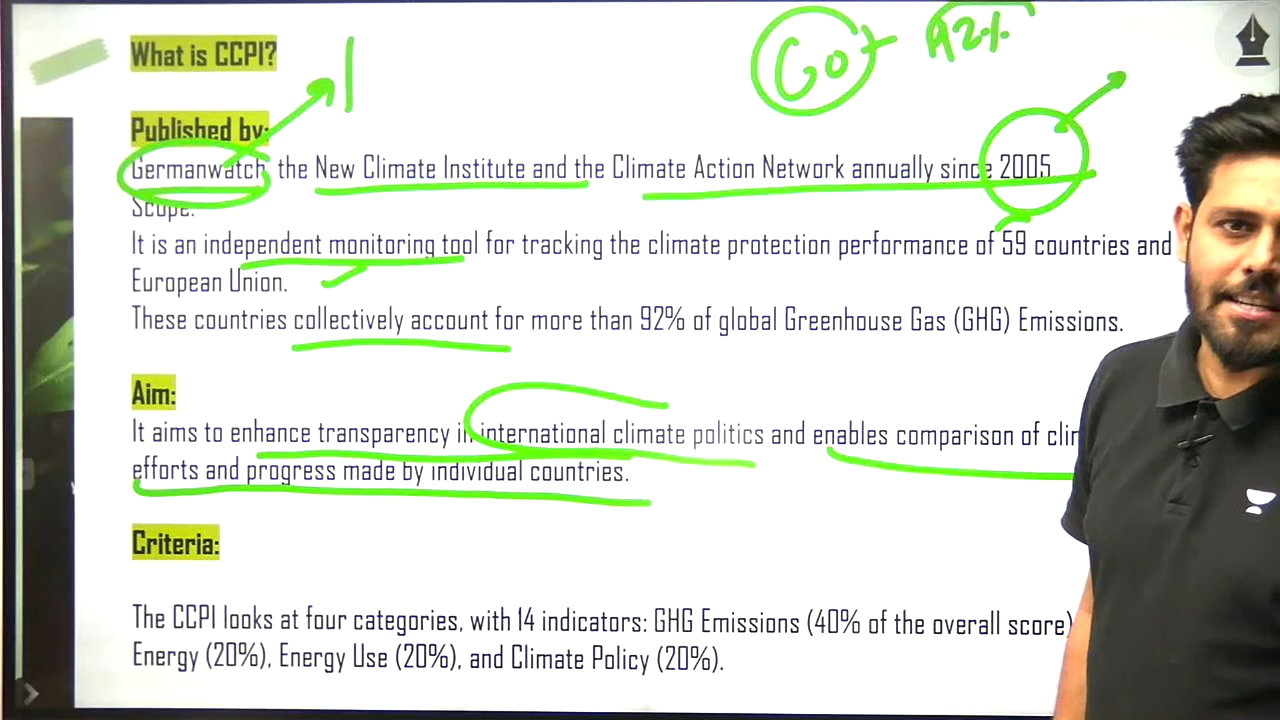 What is CCPI?
60 92%
Published by:
Germanwatch, the New Climate Institute and the Climate Action Network annually since 2005.
Scope:
It is an independent monitoring tool for tracking the climate protection performance of 59 countries and
European Union.
These countries collectively account for more than 92% of global Greenhouse Gas (GHG) Emissions.
Aim:
It aims to enhance transparency in international climate politics and enables comparison of
efforts and progress made by individual countries.
Criteria:
The CCPI looks at four categories, with 14 indicators: GHG Emissions (40% of the overall score)
Energy (20%), Energy Use (20%), and Climate Policy (20%).